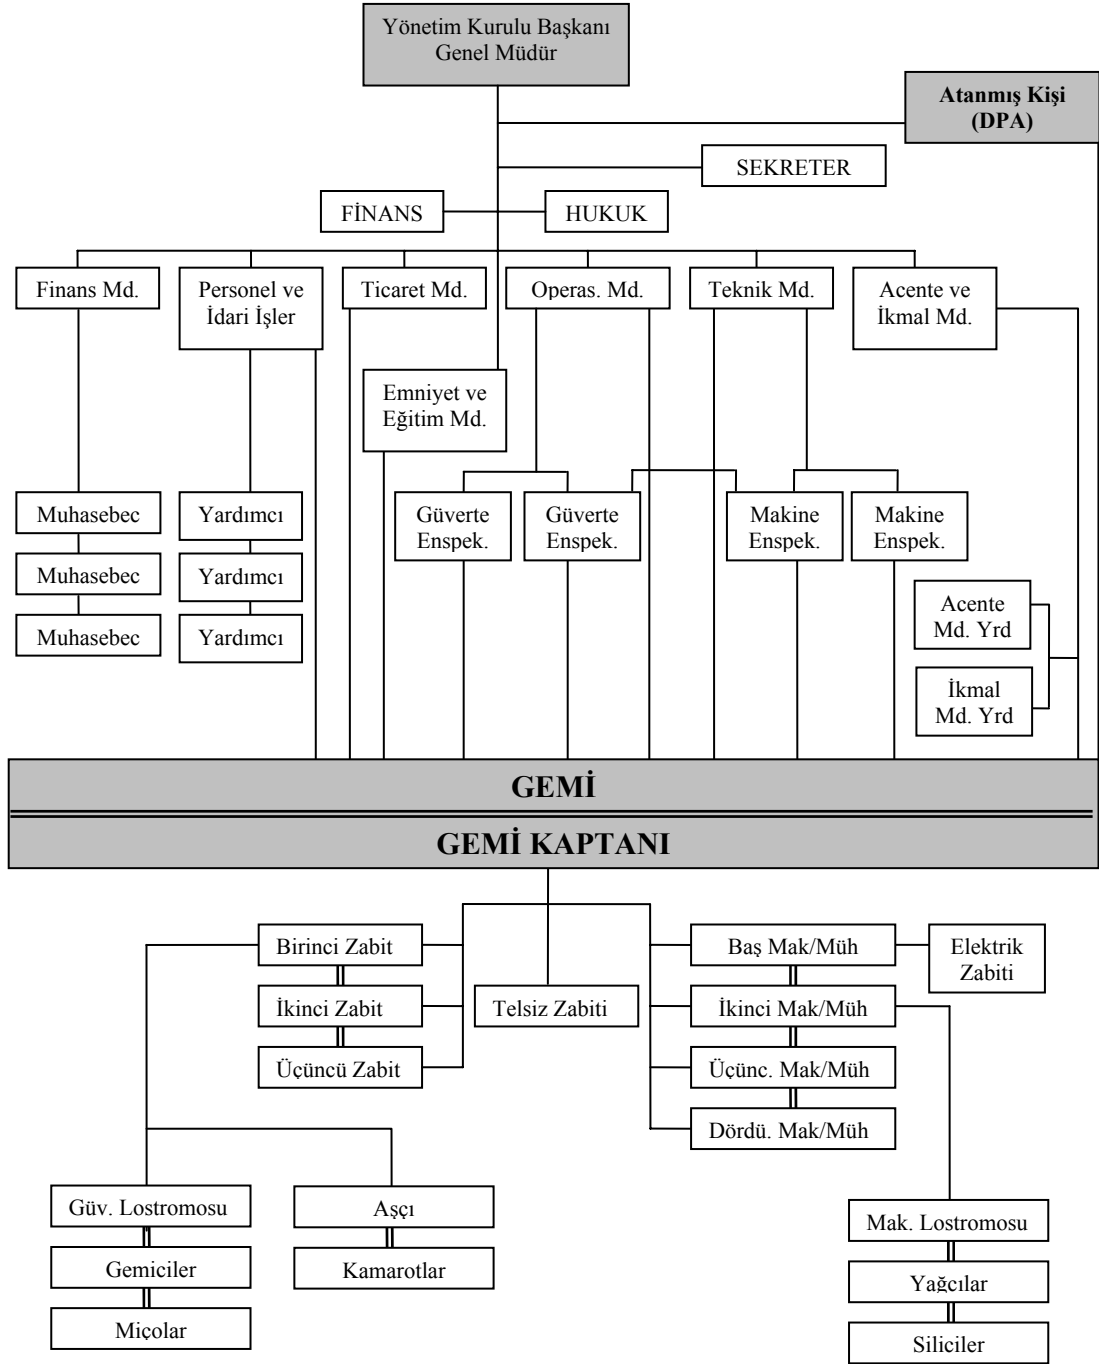 Yönetim Kurulu Başkanı
Genel Müdür
Atanmış Kişi
(DPA)
SEKRETER
FİNANS
HUKUK
Finans Md.
Personel ve
İdari İşler
Ticaret Md.
Operas. Md.
Teknik Md.
Acente ve
İkmal Md.
Emniyet ve
Eğitim Md.
Muhasebec
Yardımcı
Güverte
Enspek.
Güverte
Enspek.
Makine
Enspek.
Makine
Enspek.
Muhasebec
Yardımcı
Acente
Md. Yrd
Muhasebec
Yardımcı
İkmal
Md. Yrd
GEMİ
GEMİ KAPTANI
Birinci Zabit
Baş Mak/Müh
Elektrik
Zabiti
İkinci Zabit
Telsiz Zabiti
İkinci Mak/Müh
Üçüncü Zabit
Üçünc. Mak/Müh
Dördü. Mak/Müh
Güv. Lostromosu
Aşçı
Mak. Lostromosu
Gemiciler
Kamarotlar
Yağcılar
Miçolar
Siliciler